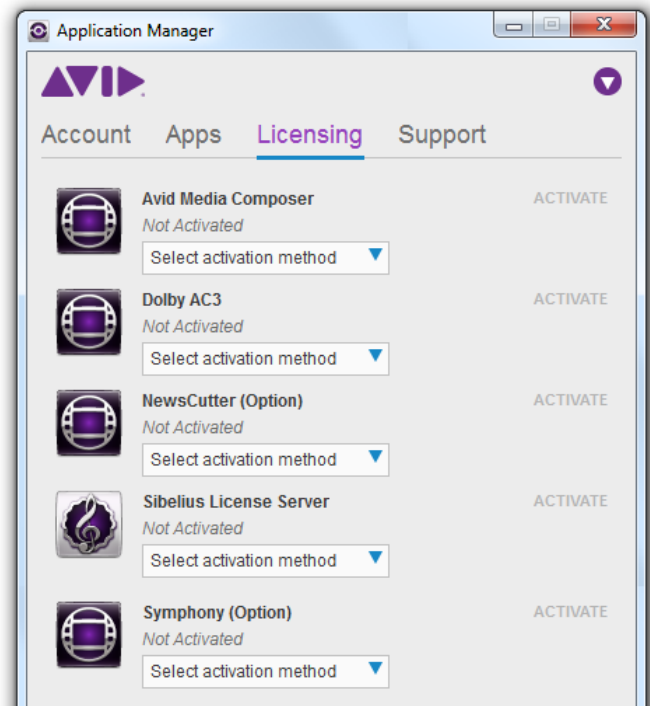 Application Manager
AVID
Account Apps Licensing Support
Avid Media Composer ACTIVATE
Not Activated
Select activation method
Dolby AC3 ACTIVATE
Not Activated
Select activation method
NewsCutter (Option) ACTIVATE
Not Activated
Select activation method
Sibelius License Server ACTIVATE
Not Activated
Select activation method
Symphony (Option) ACTIVATE
Not Activated
Select activation method